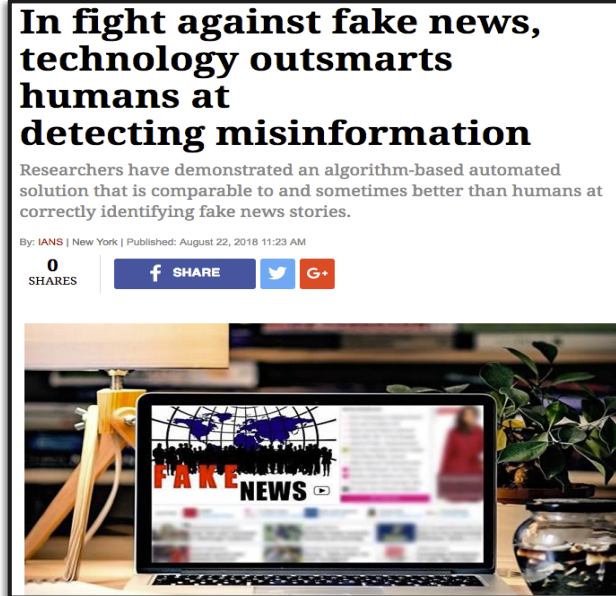 In fight against fake news,
technology outsmarts
humans at
detecting misinformation
Researchers have demonstrated an algorithm-based automated
solution that is comparable to and sometimes better than humans at
correctly identifying fake news stories.
By: IANS | New York | Published: August 22, 2018 11:23 AM
0
SHARES
f SHARE
G+
FAKE
NEWS